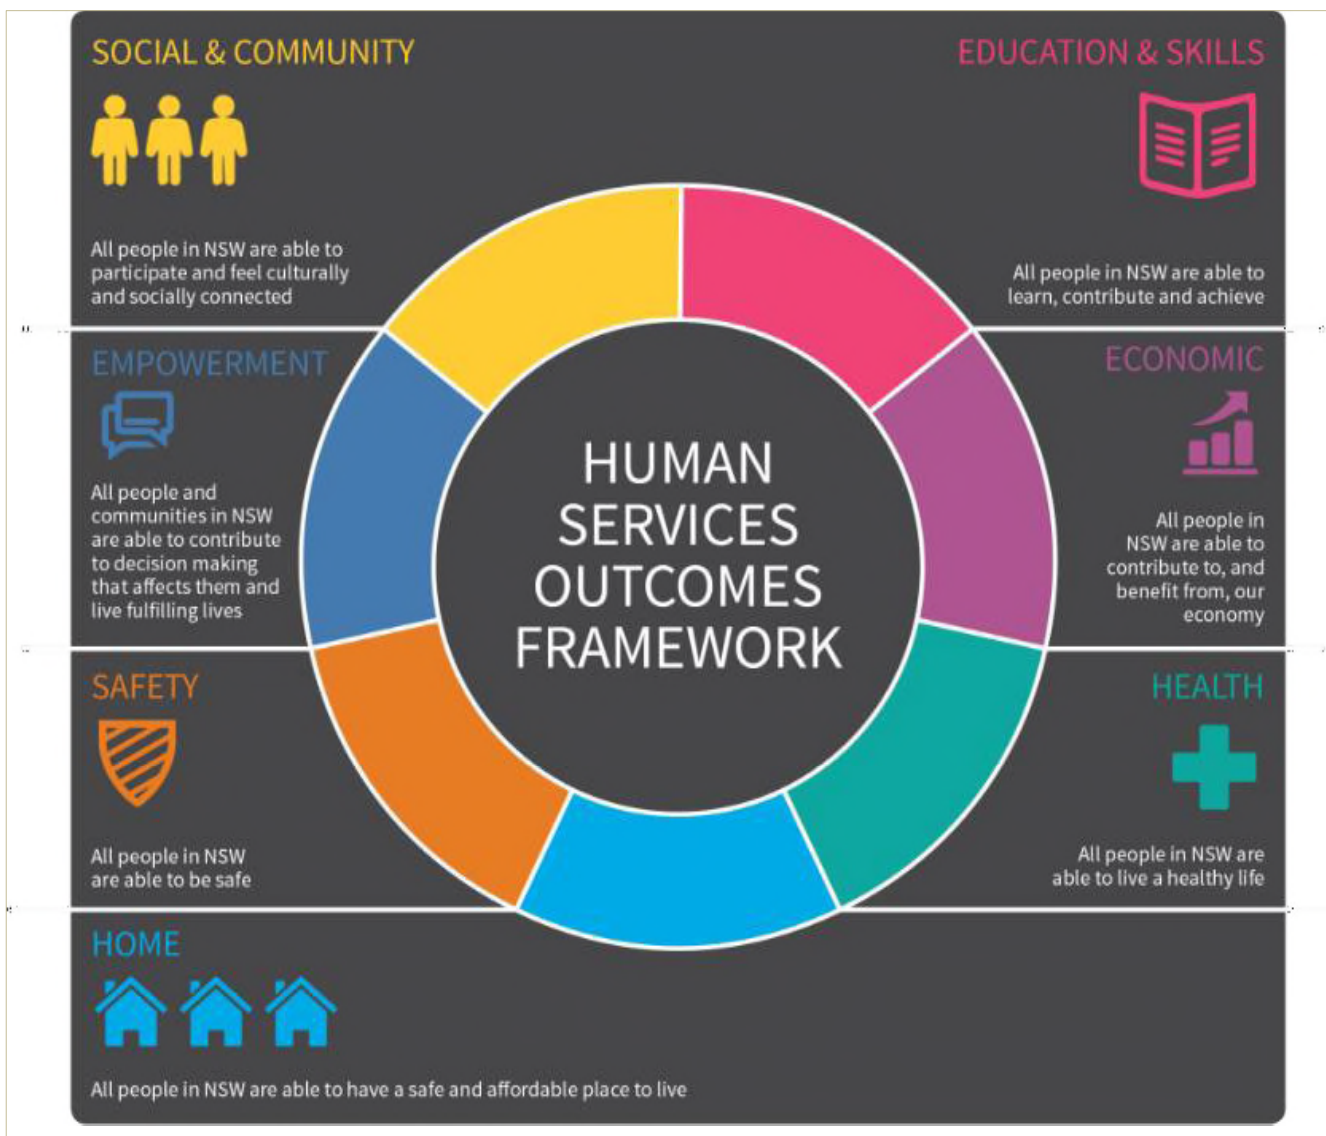 SOCIAL & COMMUNITY
All people in NSW are able to
participate and feel culturally
and socially connected
EDUCATION & SKILLS
All people in NSW are able to
learn, contribute and achieve
EMPOWERMENT
All people and
communities in NSW
are able to contribute
to decision making
that affects them and
live fulfilling lives
HUMAN
SERVICES
OUTCOMES
FRAMEWORK
ECONOMIC
All people in
NSW are able to
contribute to, and
benefit from, our
economy
SAFETY
All people in NSW
are able to be safe
HEALTH
All people in NSW are
able to live a healthy life
HOME
All people in NSW are able to have a safe and affordable place to live